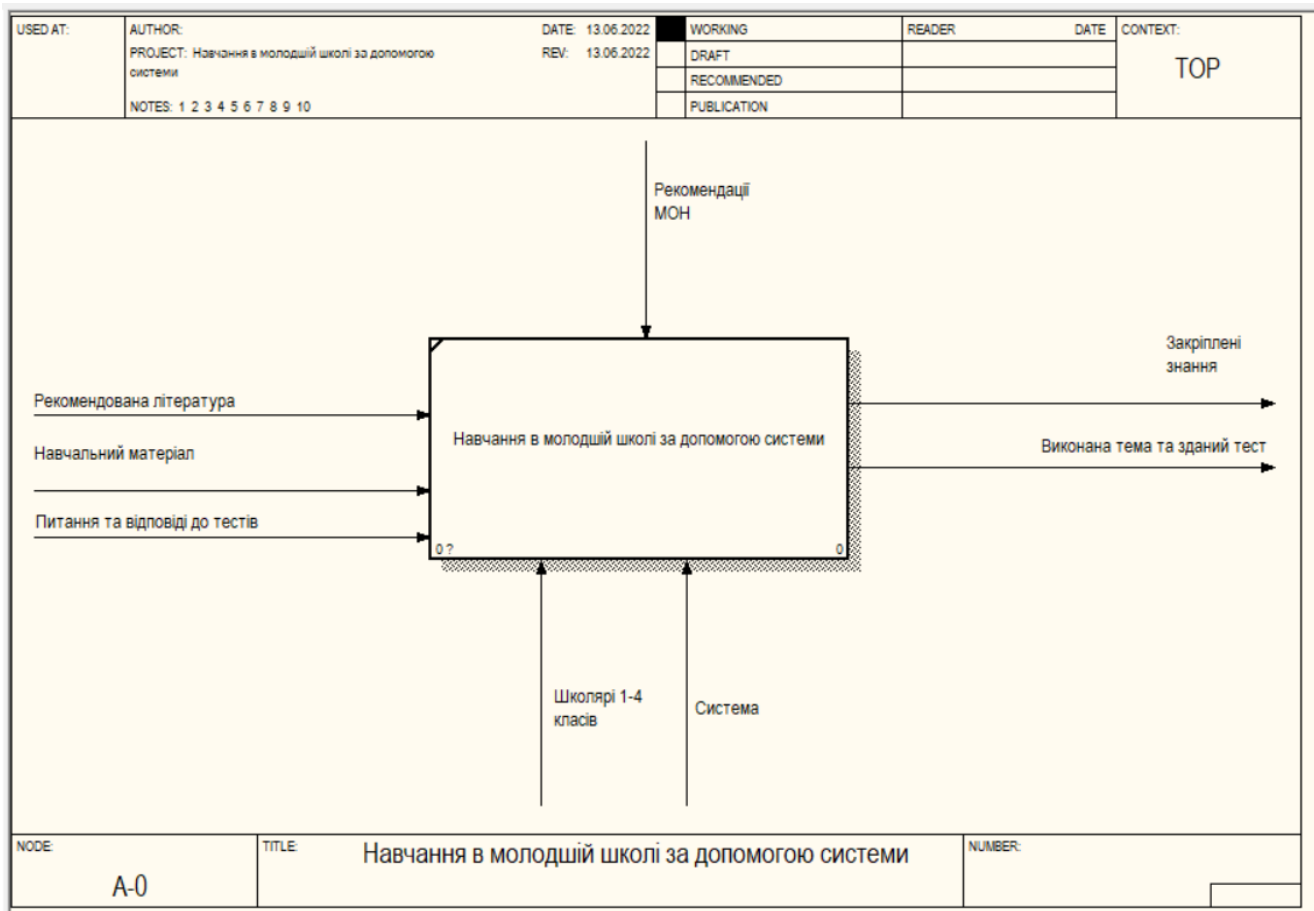 USED AT:
AUTHOR:
DATE: 13.06.2022
WORKING
READER
DATE
CONTEXT:
PROJECT: Навчання в молодшій школі за допомогою
REV: 13.06.2022
DRAFT
TOP
системи
RECOMMENDED
NOTES: 1 2 3 4 5 6 7 8 9 10
PUBLICATION
Рекомендації
МОН
Закріплені
знання
Рекомендована література
Навчання в молодшій школі за допомогою системи
Виконана тема та зданий тест
Навчальний матеріал
Питання та відповіді до тестів
0 ?
0
Школярі 1-4
класів
Система
NODE:
A-0
TITLE:
Навчання в молодшій школі за допомогою системи
NUMBER: